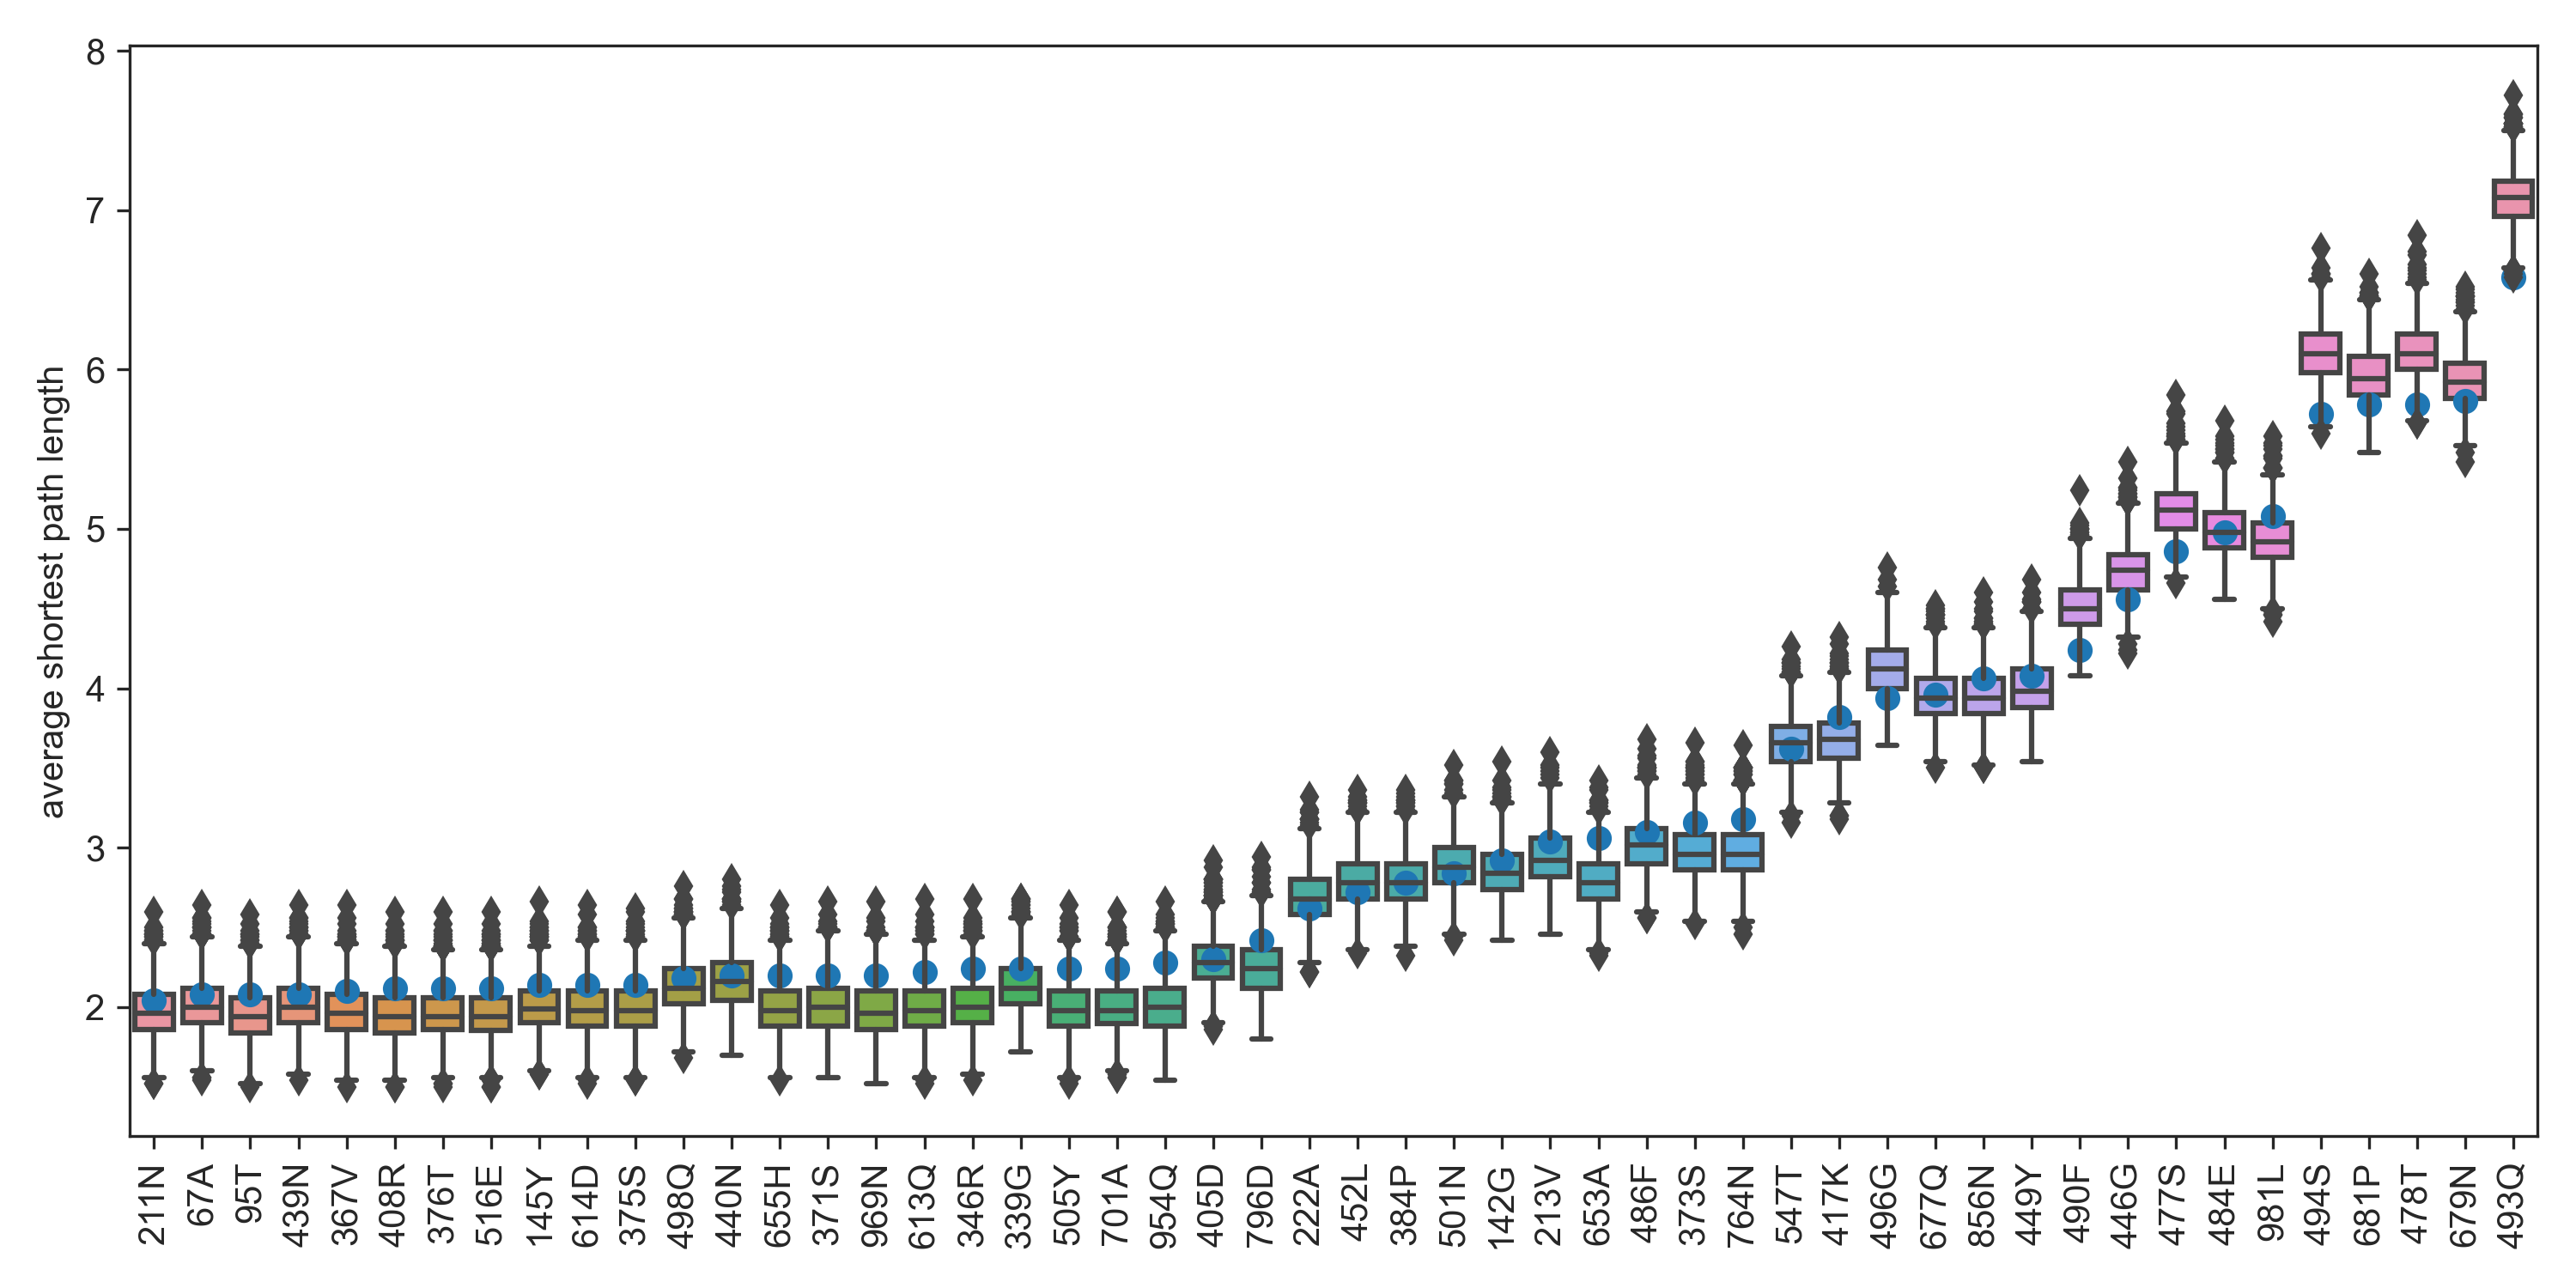 average shortest path length
8
7
6
5
4
3
2
211N
67A
95T
439N
367V
408R
376T
516E
145Y
614D
375S
498Q
440N
655H
371S
969N
613Q
346R
339G
505Y
701A
954Q
405D
796D
222A
452L
384P
501N
142G
213V
653A
486F
373S
764N
547T
417K
496G
677Q
856N
449Y
490F
446G
477S
484E
981L
494S
681P
478T
679N
493Q